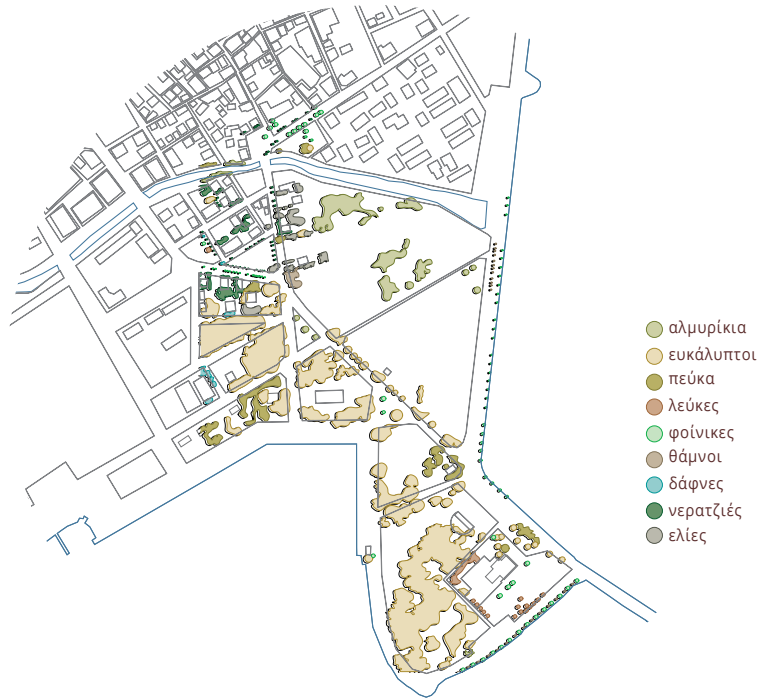 αλμυρίκια
ευκάλυπτοι
πεύκα
λεύκες
φοίνικες
θάμνοι
δάφνες
νερατζιές
ελίες